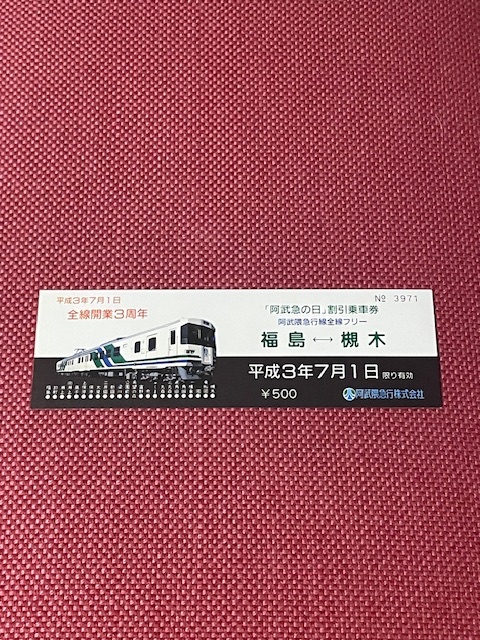 平成3年7月1日
全線開業3周年
№ 3971
「阿武急の日」割引乗車券
阿武隈急行線全線フリー
福島 ↔ 槻木
平成3年7月1日限り有効
￥500
阿武隈急行株式会社